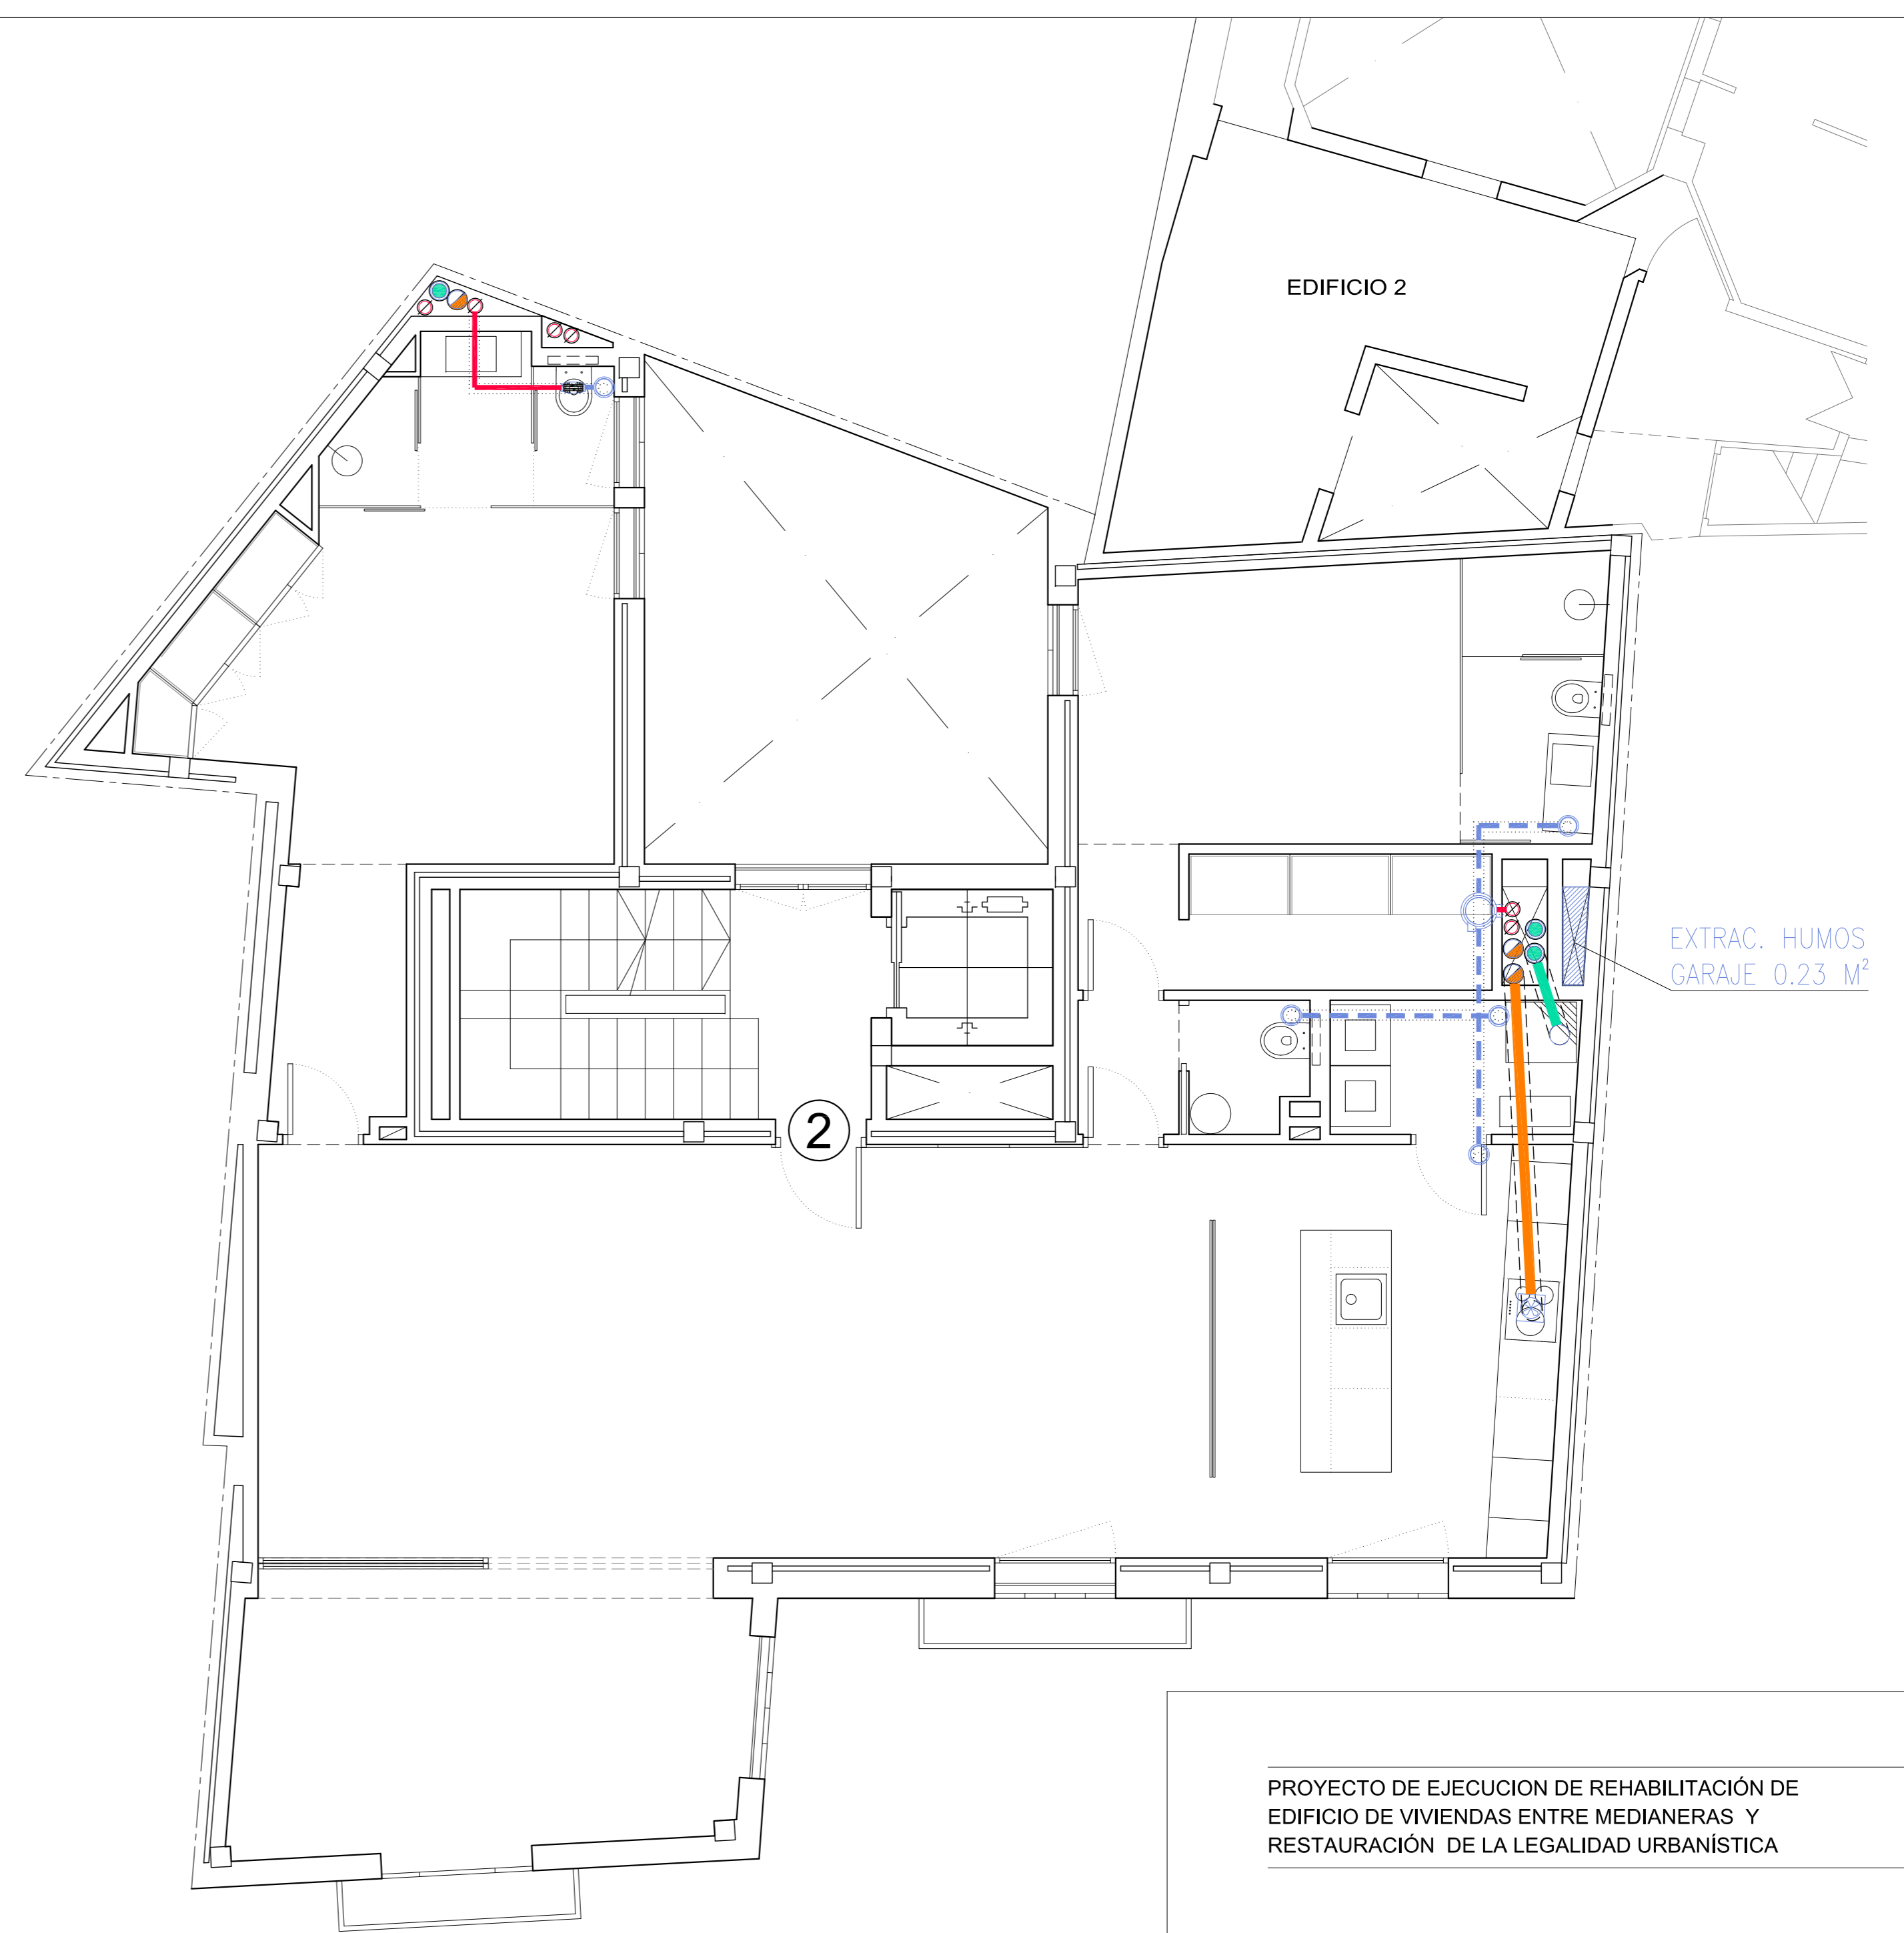 EDIFICIO 2
EXTRAC. HUMOS
GARAJE 0.23 M²
2
PROYECTO DE EJECUCION DE REHABILITACIÓN DE
EDIFICIO DE VIVIENDAS ENTRE MEDIANERAS Y
RESTAURACIÓN DE LA LEGALIDAD URBANÍSTICA